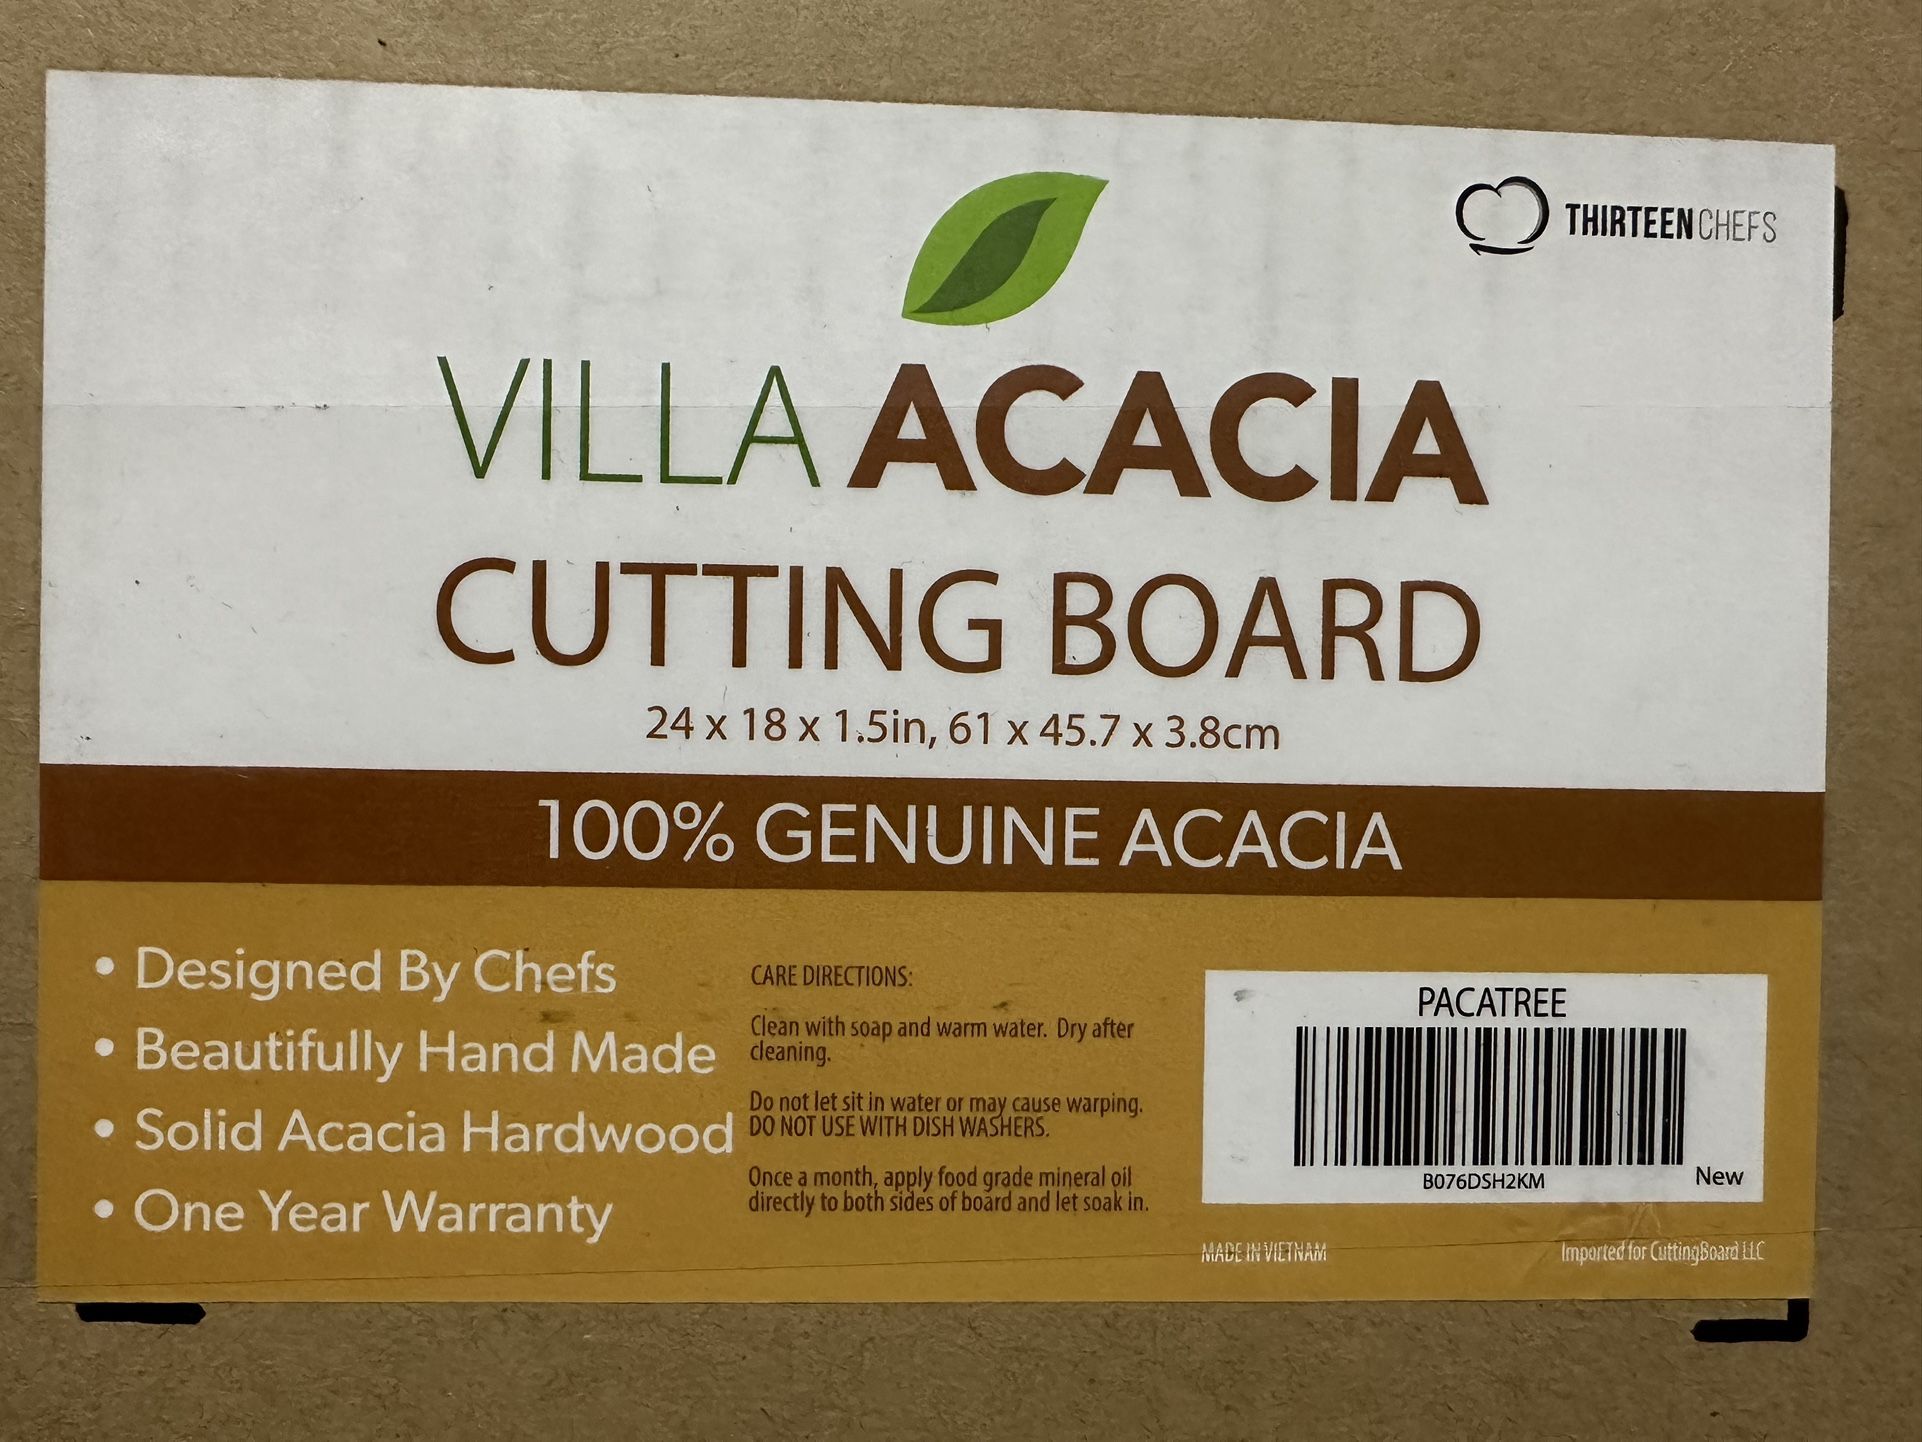 THIRTEENCHEFS
VILLA ACACIA
CUTTING BOARD
24 x 18 x 1.5in, 61 x 45.7 x 3.8cm
100% GENUINE ACACIA
• Designed By Chefs
• Beautifully Hand Made
• Solid Acacia Hardwood
• One Year Warranty
CARE DIRECTIONS:
Clean with soap and warm water. Dry after
cleaning.
Do not let sit in water or may cause warping.
DO NOT USE WITH DISH WASHERS.
Once a month, apply food grade mineral oil
directly to both sides of board and let soak in.
PACATREE
B076DSH2KM
New
MADE IN VIETNAM
Imported for CuttingBoard LLC